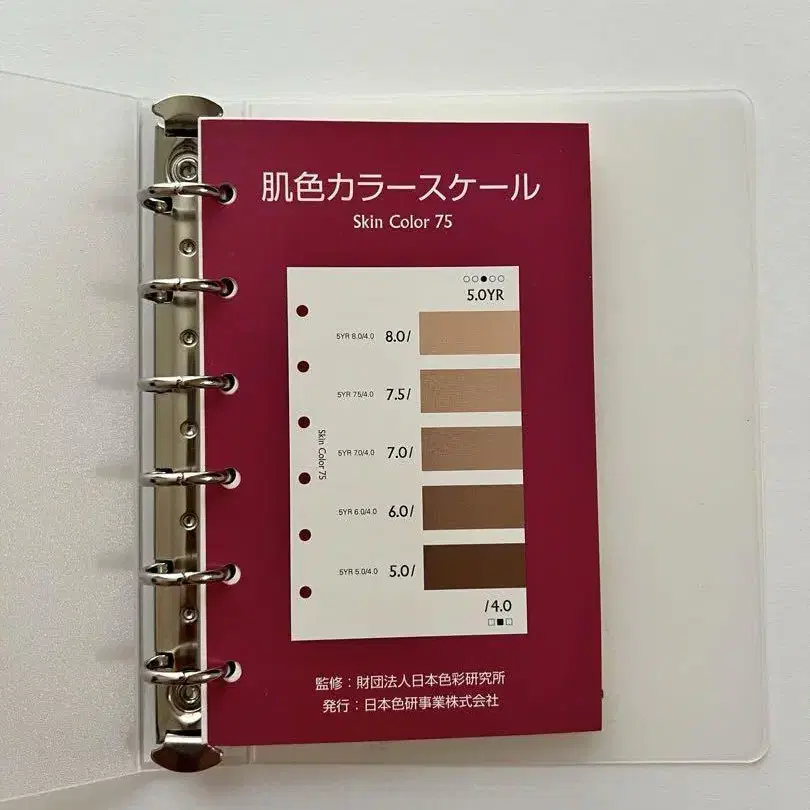 肌色カラースケール
Skin Color 75
5.0YR
5YR 8.0/4.0 8.0/
5YR 7.5/4.0 7.5/
5YR 7.0/4.0 7.0/
Skin Color 75
5YR 6.0/4.0 6.0/
5YR 5.0/4.0 5.0/
/4.0
監修：財団法人日本色彩研究所
発行：日本色研事業株式会社